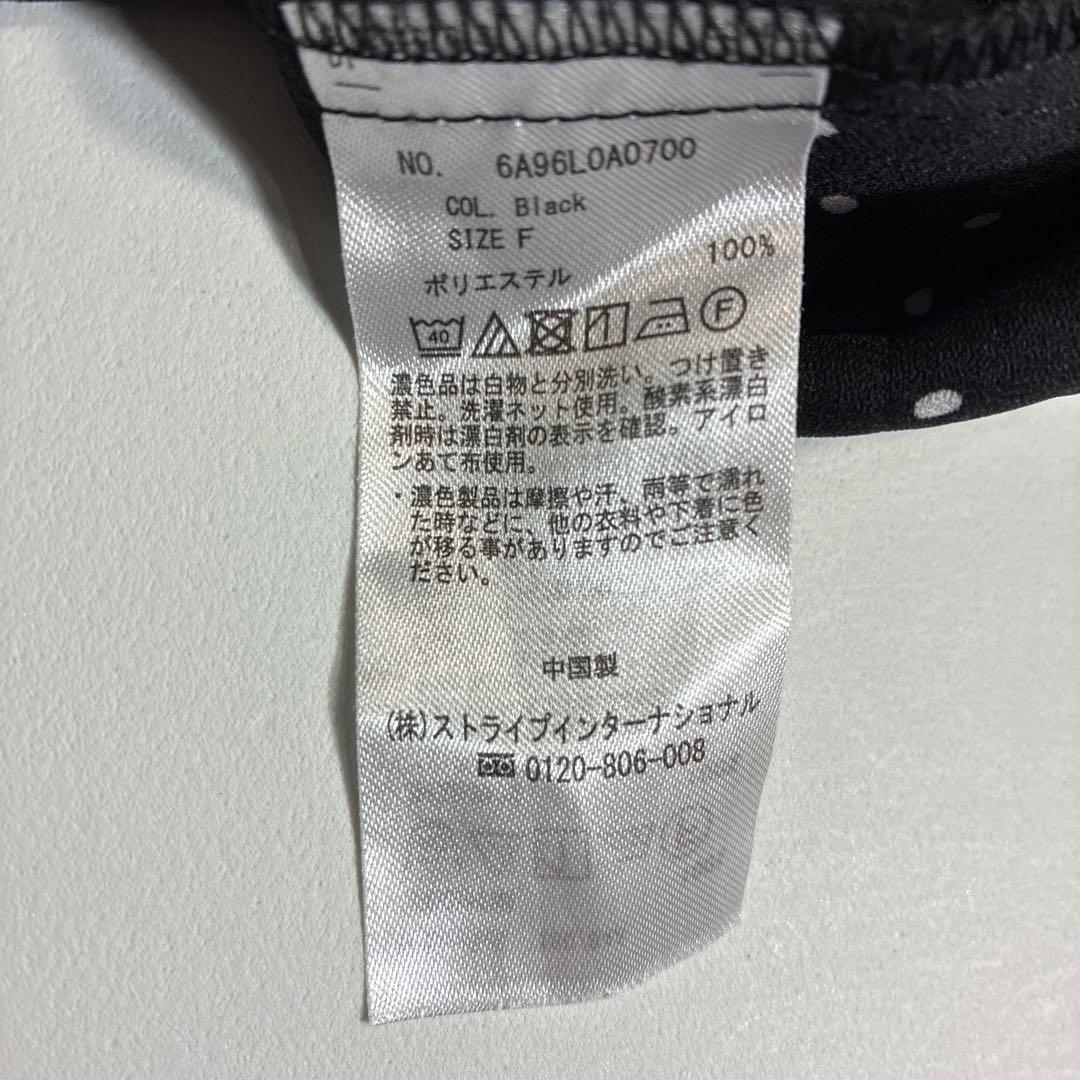 NO. 6A96L0A0700
COL. Black
SIZE F
ポリエステル 100%
40 F
濃色品は白物と分別洗い、つけ置き
禁止。洗濯ネット使用。酸素系漂白
剤時は漂白剤の表示を確認。アイロ
ンあて布使用。
・濃色製品は摩擦や汗、雨等で濡れ
た時などに、他の衣料や下着に色
が移る事がありますのでご注意く
ださい。
中国製
(株)ストライプインターナショナル
0120-806-008